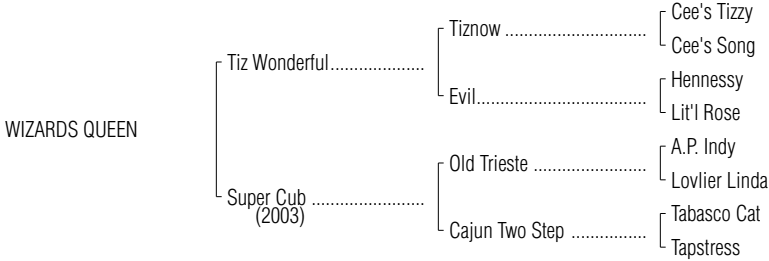 Cee's Tizzy
Tiznow ................................
Cee's Song
Tiz Wonderful.....................
Hennessy
Evil.......................................
Lit'l Rose
WIZARDS QUEEN
A.P. Indy
Old Trieste ..........................
Lovlier Linda
Super Cub .........................
(2003)
Tabasco Cat
Cajun Two Step .................
Tapstress